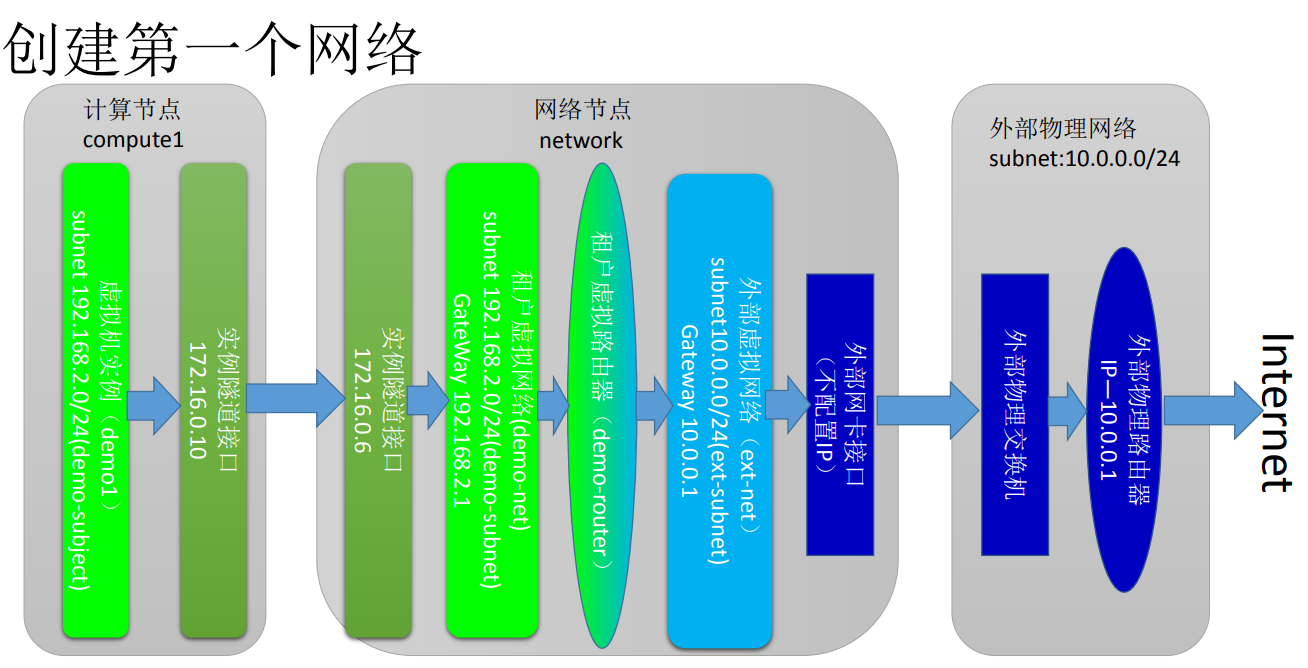 创建第一个网络
计算节点
compute1
虚拟机实例（demo1）
subnet 192.168.2.0/24(demo-subject)
实例隧道接口
172.16.0.10
网络节点
network
实例隧道接口
172.16.0.6
租户虚拟网络(demo-net)
subnet 192.168.2.0/24(demo-subnet)
GateWay 192.168.2.1
租户虚拟路由器（demo-router）
外部虚拟网络（ext-net）
subnet10.0.0.0/24(ext-subnet)
Gateway 10.0.0.1
外部网卡接口
（不配置IP）
外部物理网络
subnet:10.0.0.0/24
外部物理交换机
外部物理路由器
IP—10.0.0.1
Internet